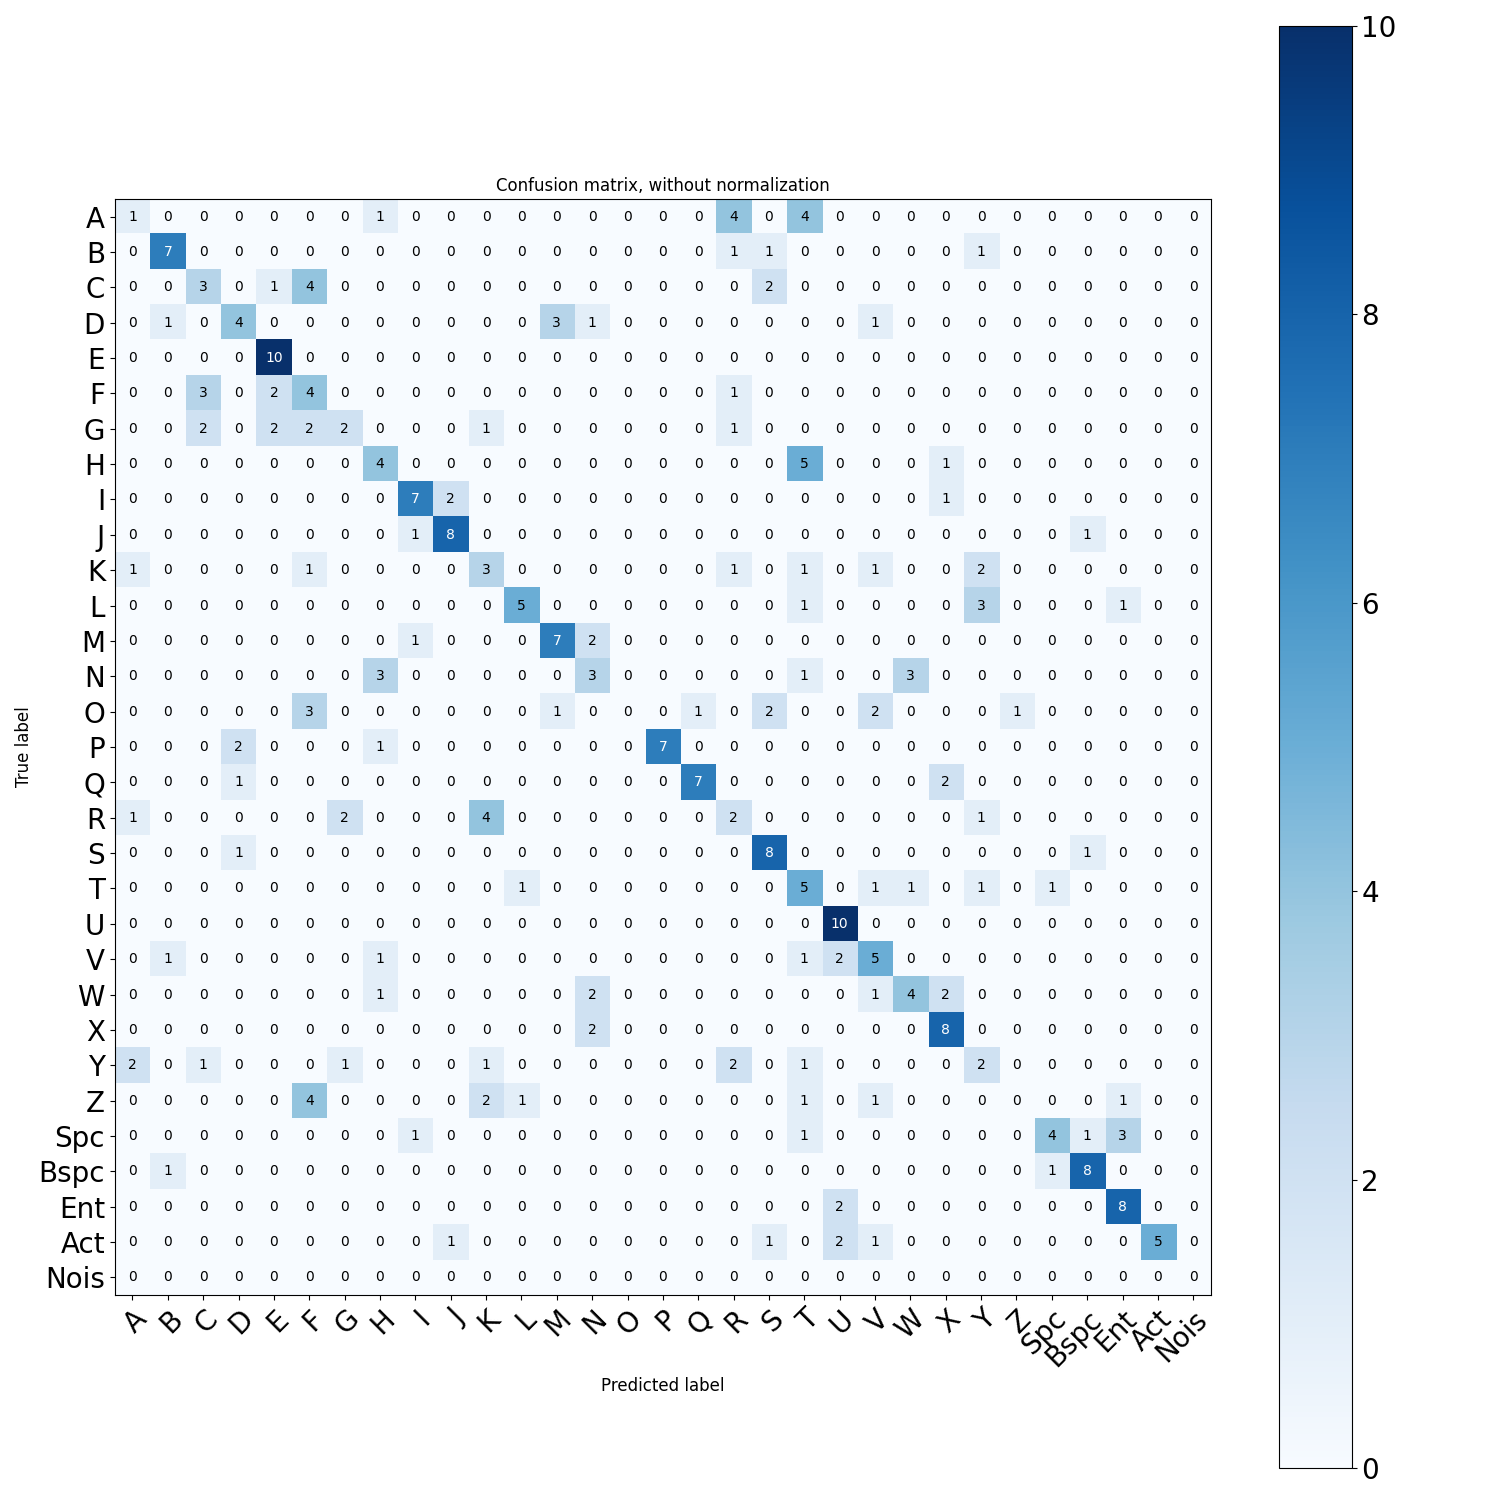 Confusion matrix, without normalization
A 1 0 0 0 0 0 0 1 0 0 0 0 0 0 0 0 0 4 0 4 0 0 0 0 0 0 0 0 0 0 0
B 0 7 0 0 0 0 0 0 0 0 0 0 0 0 0 0 0 1 1 0 0 0 0 0 1 0 0 0 0 0 0
C 0 0 3 0 1 4 0 0 0 0 0 0 0 0 0 0 0 0 2 0 0 0 0 0 0 0 0 0 0 0 0
D 0 1 0 4 0 0 0 0 0 0 0 0 3 1 0 0 0 0 0 0 0 1 0 0 0 0 0 0 0 0 0
E 0 0 0 0 10 0 0 0 0 0 0 0 0 0 0 0 0 0 0 0 0 0 0 0 0 0 0 0 0 0 0
F 0 0 3 0 2 4 0 0 0 0 0 0 0 0 0 0 0 1 0 0 0 0 0 0 0 0 0 0 0 0 0
G 0 0 2 0 2 2 2 0 0 0 1 0 0 0 0 0 0 1 0 0 0 0 0 0 0 0 0 0 0 0 0
H 0 0 0 0 0 0 0 4 0 0 0 0 0 0 0 0 0 0 0 5 0 0 0 1 0 0 0 0 0 0 0
I 0 0 0 0 0 0 0 0 7 2 0 0 0 0 0 0 0 0 0 0 0 0 0 1 0 0 0 0 0 0 0
J 0 0 0 0 0 0 0 0 1 8 0 0 0 0 0 0 0 0 0 0 0 0 0 0 0 0 0 1 0 0 0
K 1 0 0 0 0 1 0 0 0 0 3 0 0 0 0 0 0 1 0 1 0 1 0 0 2 0 0 0 0 0 0
L 0 0 0 0 0 0 0 0 0 0 0 5 0 0 0 0 0 0 0 1 0 0 0 0 3 0 0 0 1 0 0
M 0 0 0 0 0 0 0 0 1 0 0 0 7 2 0 0 0 0 0 0 0 0 0 0 0 0 0 0 0 0 0
N 0 0 0 0 0 0 0 3 0 0 0 0 0 3 0 0 0 0 0 1 0 0 3 0 0 0 0 0 0 0 0
O 0 0 0 0 0 3 0 0 0 0 0 0 1 0 0 0 1 0 2 0 0 2 0 0 0 1 0 0 0 0 0
P 0 0 0 2 0 0 0 1 0 0 0 0 0 0 0 7 0 0 0 0 0 0 0 0 0 0 0 0 0 0 0
Q 0 0 0 1 0 0 0 0 0 0 0 0 0 0 0 0 7 0 0 0 0 0 0 2 0 0 0 0 0 0 0
R 1 0 0 0 0 0 2 0 0 0 4 0 0 0 0 0 0 2 0 0 0 0 0 0 1 0 0 0 0 0 0
S 0 0 0 1 0 0 0 0 0 0 0 0 0 0 0 0 0 0 8 0 0 0 0 0 0 0 0 1 0 0 0
T 0 0 0 0 0 0 0 0 0 0 0 1 0 0 0 0 0 0 0 5 0 1 1 0 1 0 1 0 0 0 0
U 0 0 0 0 0 0 0 0 0 0 0 0 0 0 0 0 0 0 0 0 10 0 0 0 0 0 0 0 0 0 0
V 0 1 0 0 0 0 0 1 0 0 0 0 0 0 0 0 0 0 0 1 2 5 0 0 0 0 0 0 0 0 0
W 0 0 0 0 0 0 0 1 0 0 0 0 0 2 0 0 0 0 0 0 0 1 4 2 0 0 0 0 0 0 0
X 0 0 0 0 0 0 0 0 0 0 0 0 0 2 0 0 0 0 0 0 0 0 0 8 0 0 0 0 0 0 0
Y 2 0 1 0 0 0 1 0 0 0 1 0 0 0 0 0 0 2 0 1 0 0 0 0 2 0 0 0 0 0 0
Z 0 0 0 0 0 4 0 0 0 0 2 1 0 0 0 0 0 0 0 1 0 1 0 0 0 0 0 0 1 0 0
Spc 0 0 0 0 0 0 0 0 1 0 0 0 0 0 0 0 0 0 0 1 0 0 0 0 0 0 4 1 3 0 0
Bspc 0 1 0 0 0 0 0 0 0 0 0 0 0 0 0 0 0 0 0 0 0 0 0 0 0 0 1 8 0 0 0
Ent 0 0 0 0 0 0 0 0 0 0 0 0 0 0 0 0 0 0 0 0 2 0 0 0 0 0 0 0 8 0 0
Act 0 0 0 0 0 0 0 0 0 1 0 0 0 0 0 0 0 0 1 0 2 1 0 0 0 0 0 0 0 5 0
Nois 0 0 0 0 0 0 0 0 0 0 0 0 0 0 0 0 0 0 0 0 0 0 0 0 0 0 0 0 0 0 0
A B C D E F G H I J K L M N O P Q R S T U V W X Y Z Spc Bspc Ent Act Nois
Predicted label
True label
10
8
6
4
2
0